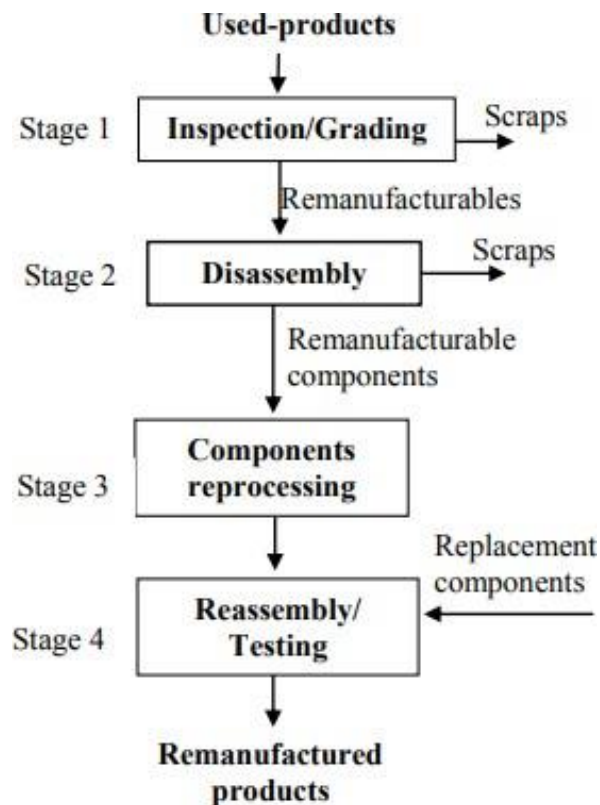 Used-products
Stage 1
Inspection/Grading
Scraps
Remanufacturables
Stage 2
Disassembly
Scraps
Remanufacturable
components
Stage 3
Components
reprocessing
Replacement
components
Stage 4
Reassembly/
Testing
Remanufactured
products